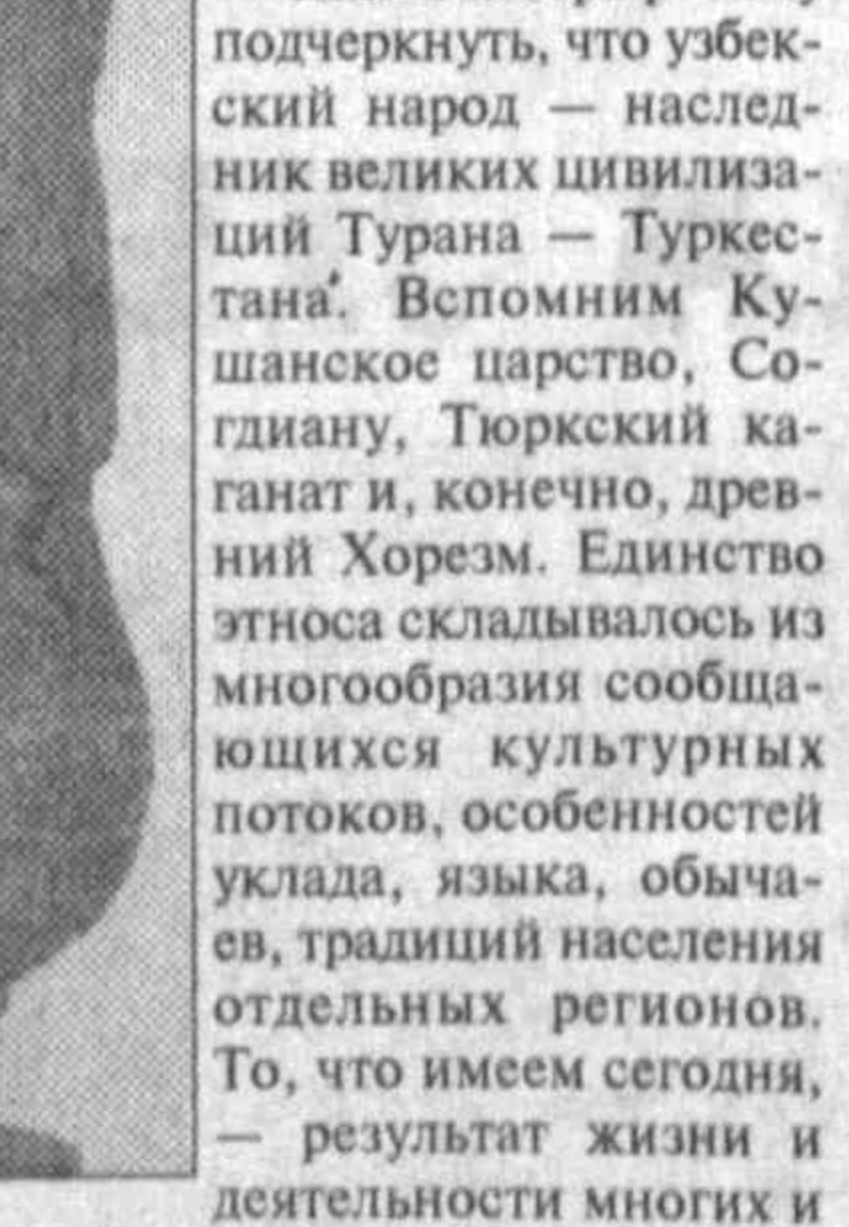 подчеркнуть, что узбек-
ский народ — наслед-
ник великих цивилиза-
ций Турана — Туркес-
тана. Вспомним Ку-
шанское царство, Со-
гдиану, Тюркский ка-
ганат и, конечно, древ-
ний Хорезм. Единство
этноса складывалось из
многообразия сообща-
ющихся культурных
потоков, особенностей
уклада, языка, обыча-
ев, традиций населения
отдельных регионов.
То, что имеем сегодня,
— результат жизни и
деятельности многих и